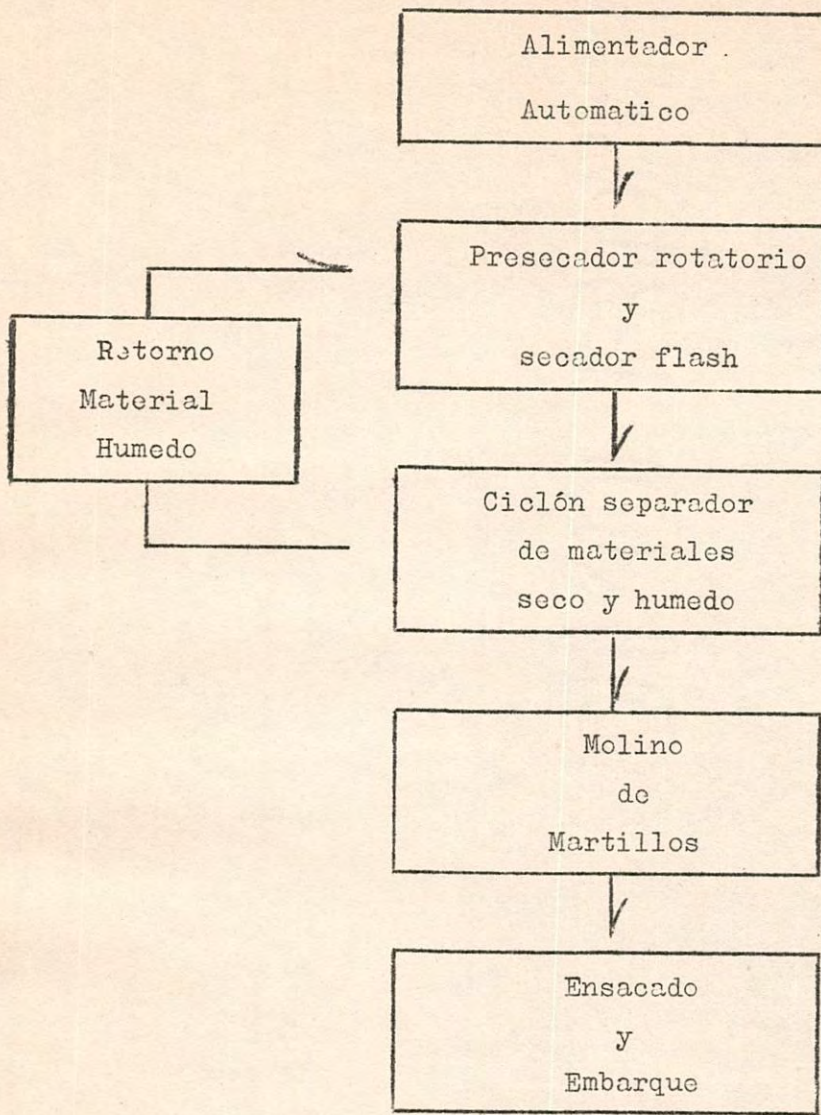 Alimentador
Automatico
Presecador rotatorio
y
secador flash
Retorno
Material
Humedo
Ciclón separador
de materiales
seco y humedo
Molino
de
Martillos
Ensacado
y
Embarque